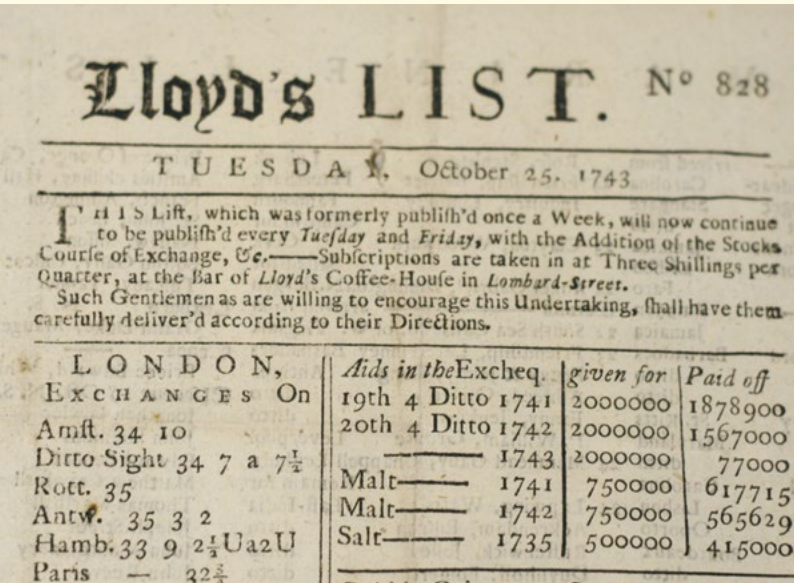 Lloyd's LIST. Nº 828
TUESDAY, October 25. 1743
THIS Liſt, which was formerly publiſh'd once a Week, will now continue
to be publiſh'd every Tueſday and Friday, with the Addition of the Stocks
Courſe of Exchange, &c.——Subſcriptions are taken in at Three Shillings per
Quarter, at the Bar of Lloyd's Coffee-Houſe in Lombard-Street.
Such Gentlemen as are willing to encourage this Undertaking, ſhall have them
carefully deliver'd according to their Directions.
LONDON,
EXCHANGES On
Amſt. 34 10
Ditto Sight 34 7 a 7½
Rott. 35
Antw. 35 3 2
Hamb. 33 9 2½Ua2U
Paris — 32⅗
Aids in the Excheq. given for Paid off
19th 4 Ditto 1741 2000000 1878900
20th 4 Ditto 1742 2000000 1567000
—— 1743 2000000 77000
Malt—— 1741 750000 617715
Malt—— 1742 750000 565629
Salt—— 1735 500000 415000